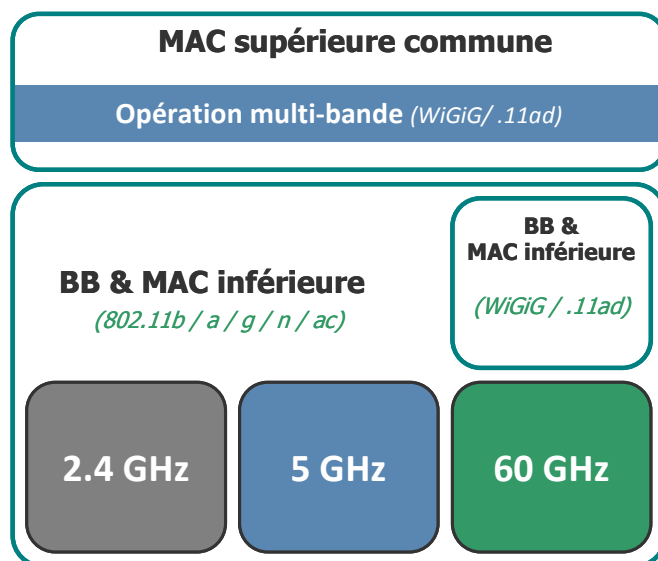 MAC supérieure commune
Opération multi-bande (WiGiG/ .11ad)
BB &
MAC inférieure
(WiGiG / .11ad)
BB & MAC inférieure
(802.11b / a / g / n / ac)
2.4 GHz
5 GHz
60 GHz